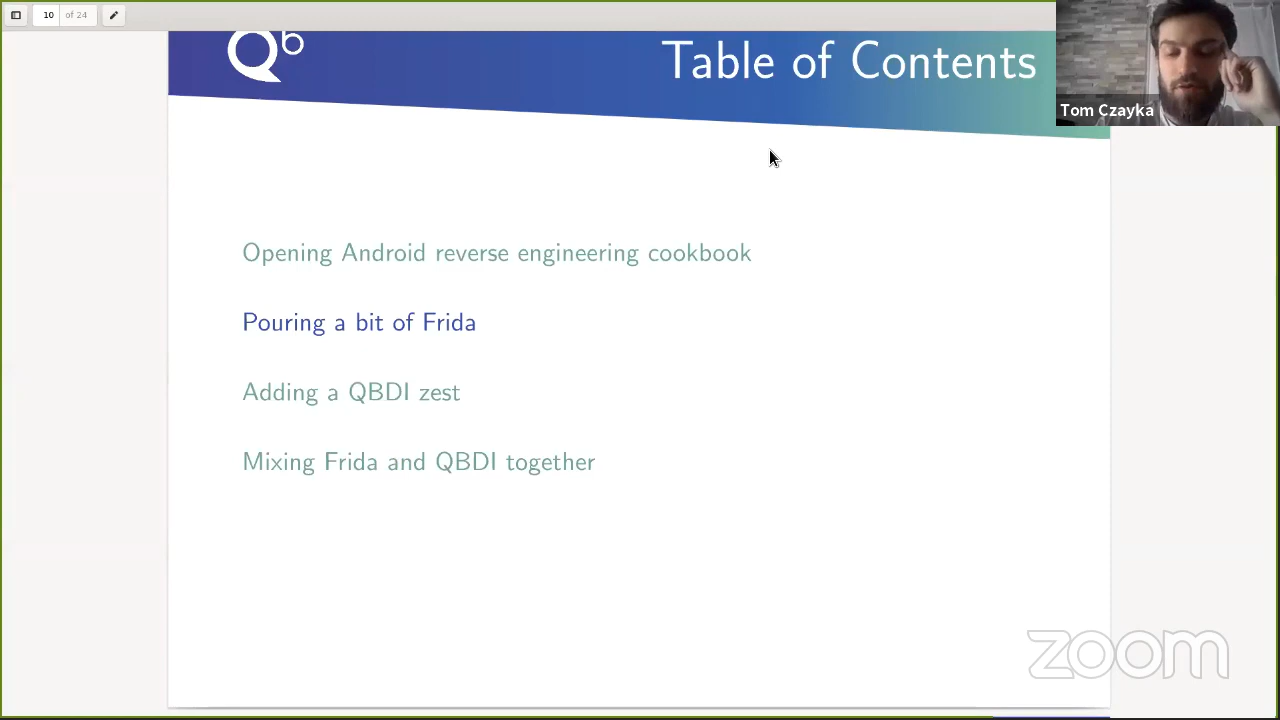 10 of 24
Qb
Table of Contents
Tom Czayka
Opening Android reverse engineering cookbook
Pouring a bit of Frida
Adding a QBDI zest
Mixing Frida and QBDI together
zoom